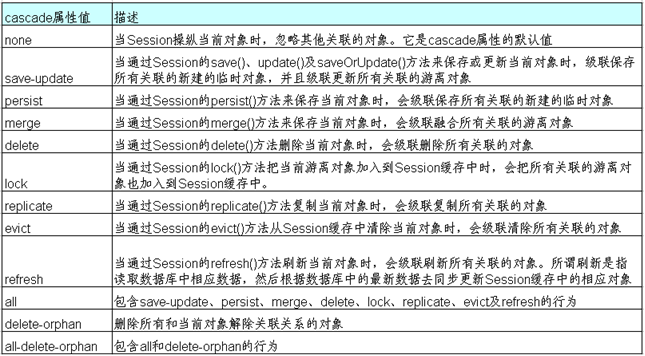 cascade属性值 描述
none 当Session操纵当前对象时，忽略其他关联的对象。它是cascade属性的默认值
当通过Session的save()、update()及saveOrUpdate()方法来保存或更新当前对象时，级联保存
save-update 所有关联的新建的临时对象，并且级联更新所有关联的游离对象
persist 当通过Session的persist()方法来保存当前对象时，会级联保存所有关联的新建的临时对象
merge 当通过Session的merge()方法来保存当前对象时，会级联融合所有关联的游离对象
delete 当通过Session的delete()方法删除当前对象时，会级联删除所有关联的对象
当通过Session的lock()方法把当前游离对象加入到Session缓存中时，会把所有关联的游离对
lock 象也加入到Session缓存中。
replicate 当通过Session的replicate()方法复制当前对象时，会级联复制所有关联的对象
evict 当通过Session的evict()方法从Session缓存中清除当前对象时，会级联清除所有关联的对象
当通过Session的refresh()方法刷新当前对象时，会级联刷新所有关联的对象。所谓刷新是指
refresh 读取数据库中相应数据，然后根据数据库中的最新数据去同步更新Session缓存中的相应对象
all 包含save-update、persist、merge、delete、lock、replicate、evict及refresh的行为
delete-orphan 删除所有和当前对象解除关联关系的对象
all-delete-orphan 包含all和delete-orphan的行为